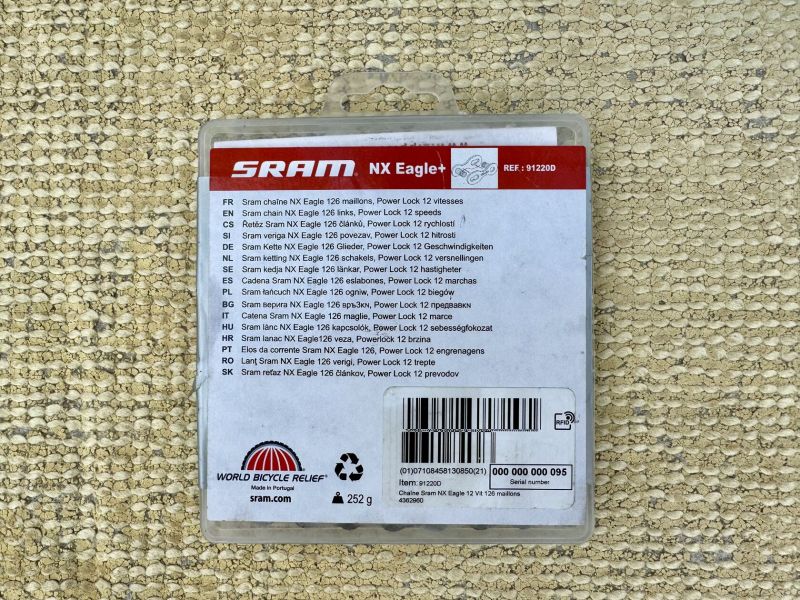 SRAM NX Eagle+ REF : 91220D
FR Sram chaîne NX Eagle 126 maillons, Power Lock 12 vitesses
EN Sram chain NX Eagle 126 links, Power Lock 12 speeds
CS Řetěz Sram NX Eagle 126 článků, Power Lock 12 rychlostí
SI Sram veriga NX Eagle 126 povezav, Power Lock 12 hitrosti
DE Sram Kette NX Eagle 126 Glieder, Power Lock 12 Geschwindigkeiten
NL Sram ketting NX Eagle 126 schakels, Power Lock 12 versnellingen
SE Sram kedja NX Eagle 126 länkar, Power Lock 12 hastigheter
ES Cadena Sram NX Eagle 126 eslabones, Power Lock 12 marchas
PL Sram łańcuch NX Eagle 126 ogniw, Power Lock 12 biegów
BG Sram верига NX Eagle 126 връ3кN, Power Lock 12 предвавкN
IT Catena Sram NX Eagle 126 maglie, Power Lock 12 marce
HU Sram lánc NX Eagle 126 kapcsolók, Power Lock 12 sebességfokozat
HR Sram lanac NX Eagle126 veza, Powerlock 12 brzina
PT Elos da corrente Sram NX Eagle 126, Power Lock 12 engrenagens
RO Lanț Sram NX Eagle 126 verigi, Power Lock 12 trepte
SK Sram reťaz NX Eagle 126 článkov, Power Lock 12 prevodov
WORLD BICYCLE RELIEF®
Made in Portugal
sram.com
252 g
RFID
(01)07108458130850(21)
000 000 000 095
Serial number
Item: 91220D
Chaîne Sram NX Eagle 12 Vit 126 maillons
4362960